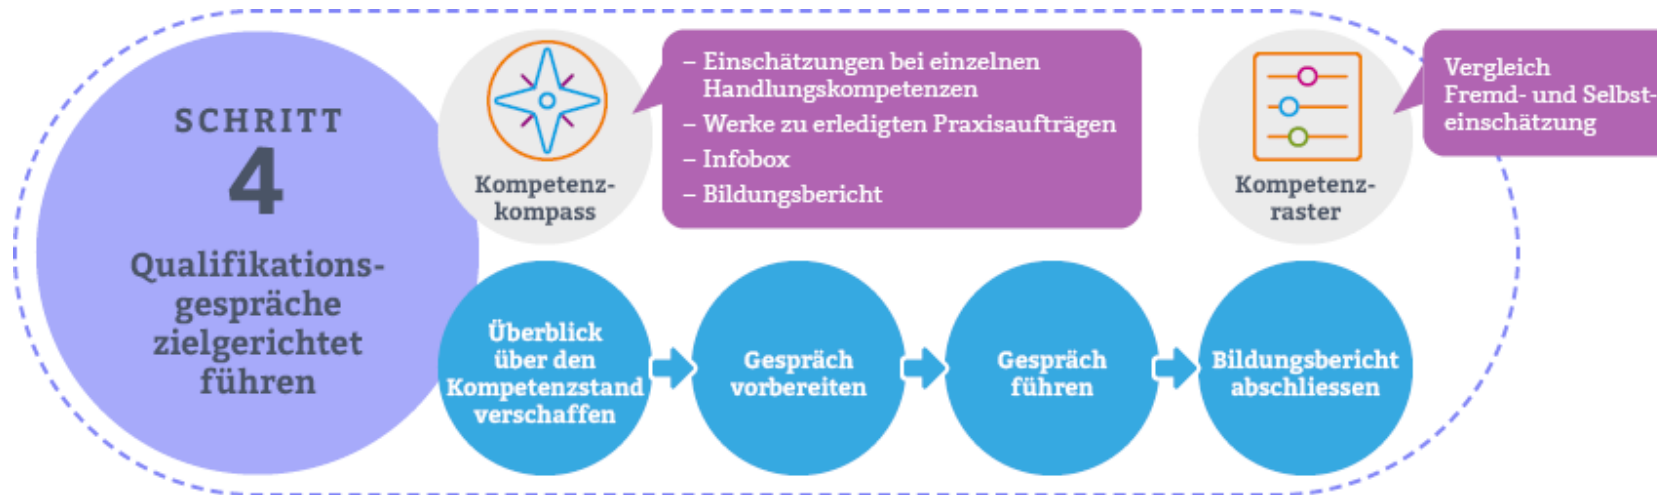 SCHRITT
4
Qualifikations-
gespräche
zielgerichtet
führen
Kompetenz-
kompass
– Einschätzungen bei einzelnen
Handlungskompetenzen
– Werke zu erledigten Praxisaufträgen
– Infobox
– Bildungsbericht
Kompetenz-
raster
Vergleich
Fremd- und Selbst-
einschätzung
Überblick
über den
Kompetenzstand
verschaffen
Gespräch
vorbereiten
Gespräch
führen
Bildungsbericht
abschliessen